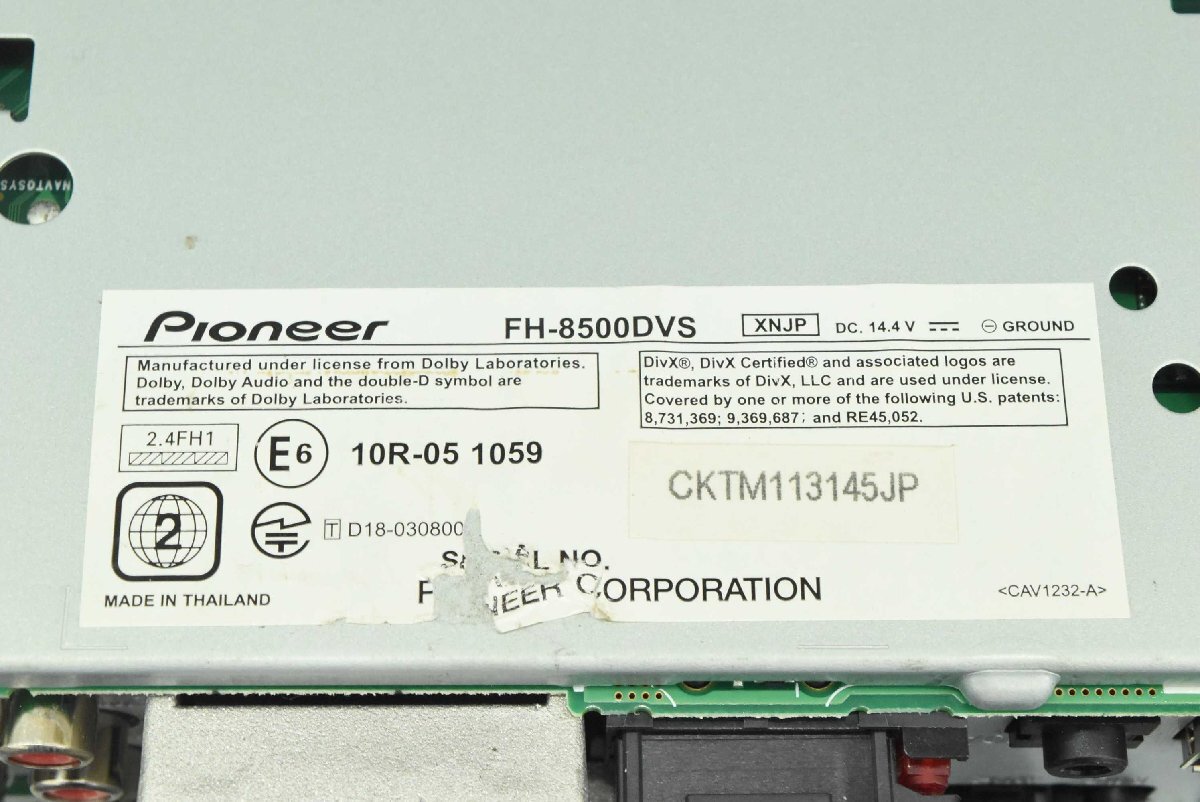 NAVTOSYS
Pioneer FH-8500DVS XNJP DC. 14.4 V ⎓ ⊖ GROUND
Manufactured under license from Dolby Laboratories.
Dolby, Dolby Audio and the double-D symbol are
trademarks of Dolby Laboratories.
DivX®, DivX Certified® and associated logos are
trademarks of DivX, LLC and are used under license.
Covered by one or more of the following U.S. patents:
8,731,369; 9,369,687; and RE45,052.
2.4FH1
E6 10R-05 1059
CKTM113145JP
2
T D18-030800
NO.
CORPORATION
MADE IN THAILAND
<CAV1232-A>